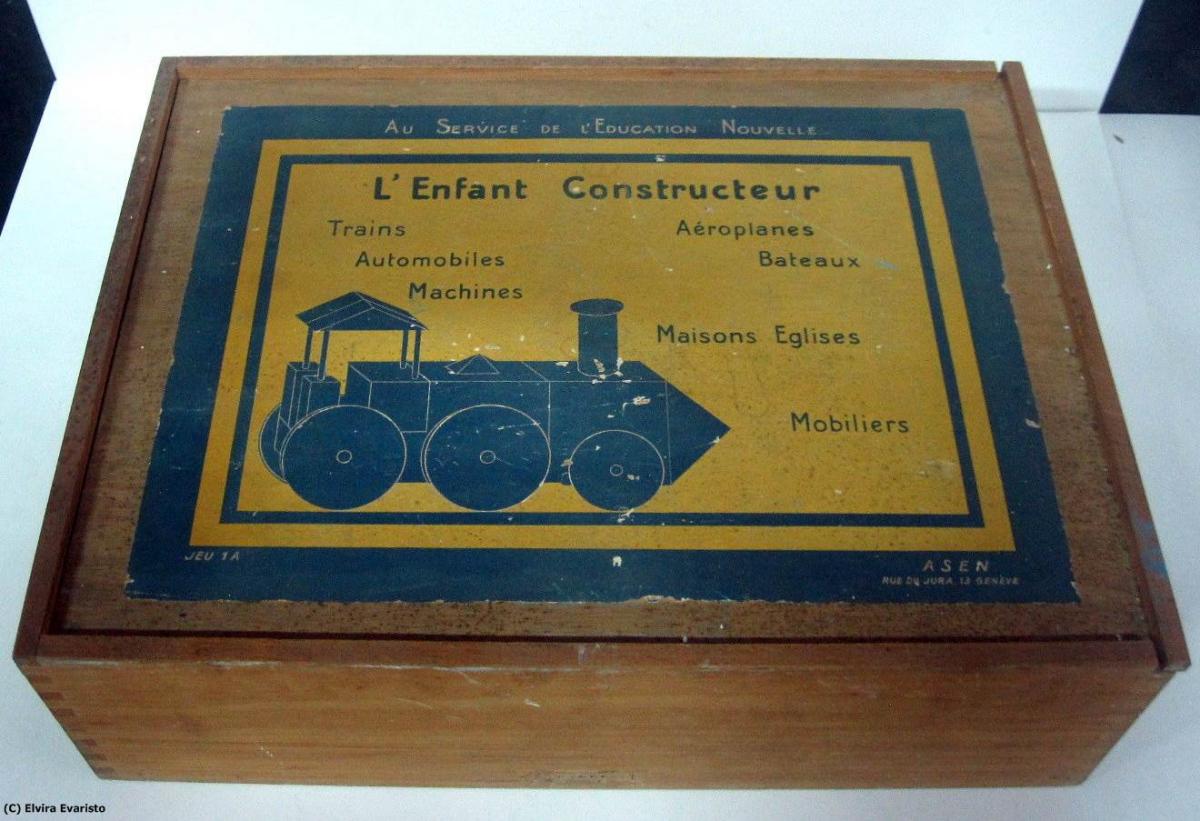 Au Service de l'Education Nouvelle
L'Enfant Constructeur
Trains
Automobiles
Machines
Aéroplanes
Bateaux
Maisons Eglises
Mobiliers
JEU 1A
ASEN
RUE DU JURA, 13 GENÈVE
(C) Elvira Evaristo